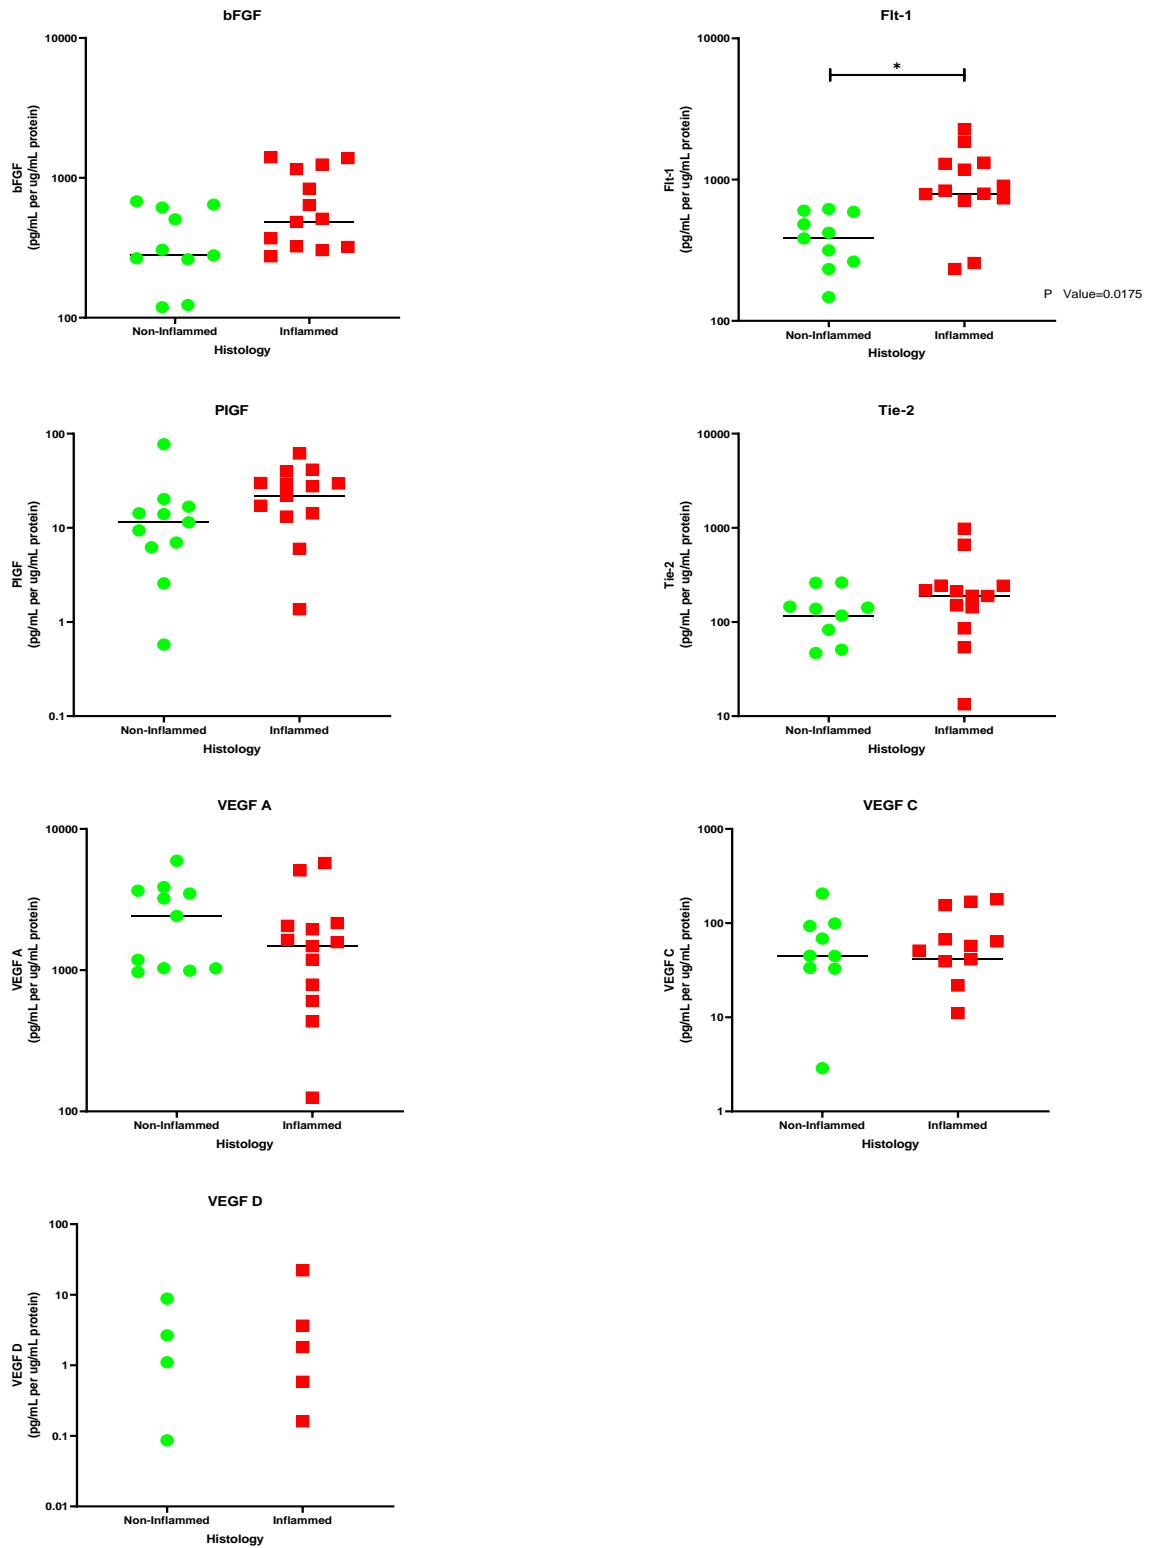 bFGF
10000
1000
100
bFGF
(pg/mL per ug/mL protein)
Non-Inflammed
Inflammed
Histology
Flt-1
10000
1000
100
Flt-1
(pg/mL per ug/mL protein)
*
P Value=0.0175
Non-Inflammed
Inflammed
Histology
PlGF
100
10
1
0.1
PlGF
(pg/mL per ug/mL protein)
Non-Inflammed
Inflammed
Histology
Tie-2
10000
1000
100
10
Tie-2
(pg/mL per ug/mL protein)
Non-Inflammed
Inflammed
Histology
VEGF A
10000
1000
100
VEGF A
(pg/mL per ug/mL protein)
Non-Inflammed
Inflammed
Histology
VEGF C
1000
100
10
1
VEGF C
(pg/mL per ug/mL protein)
Non-Inflammed
Inflammed
Histology
VEGF D
100
10
1
0.1
0.01
VEGF D
(pg/mL per ug/mL protein)
Non-Inflammed
Inflammed
Histology